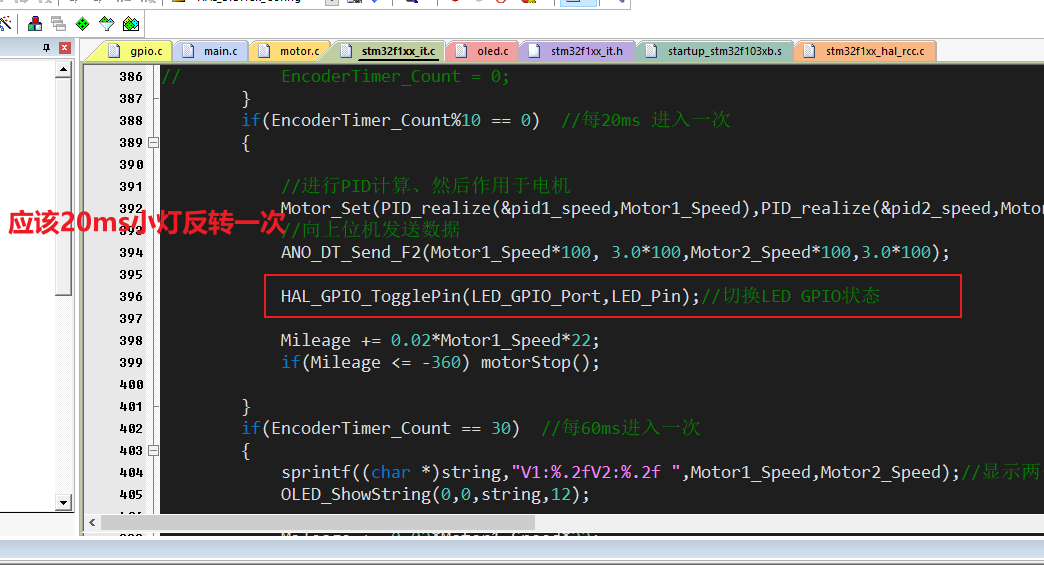 gpio.c main.c motor.c stm32f1xx_it.c oled.c stm32f1xx_it.h startup_stm32f103xb.s stm32f1xx_hal_rcc.c
386 // EncoderTimer_Count = 0;
387 }
388 if(EncoderTimer_Count%10 == 0) //每20ms 进入一次
389 {
390
391 //进行PID计算、然后作用于电机
392 Motor_Set(PID_realize(&pid1_speed,Motor1_Speed),PID_realize(&pid2_speed,Motor
应该20ms小灯反转一次
393 //向上位机发送数据
394 ANO_DT_Send_F2(Motor1_Speed*100, 3.0*100,Motor2_Speed*100,3.0*100);
395
396 HAL_GPIO_TogglePin(LED_GPIO_Port,LED_Pin);//切换LED GPIO状态
397
398 Mileage += 0.02*Motor1_Speed*22;
399 if(Mileage <= -360) motorStop();
400
401 }
402 if(EncoderTimer_Count == 30) //每60ms进入一次
403 {
404 sprintf((char *)string,"V1:%.2fV2:%.2f ",Motor1_Speed,Motor2_Speed);//显示两
405 OLED_ShowString(0,0,string,12);